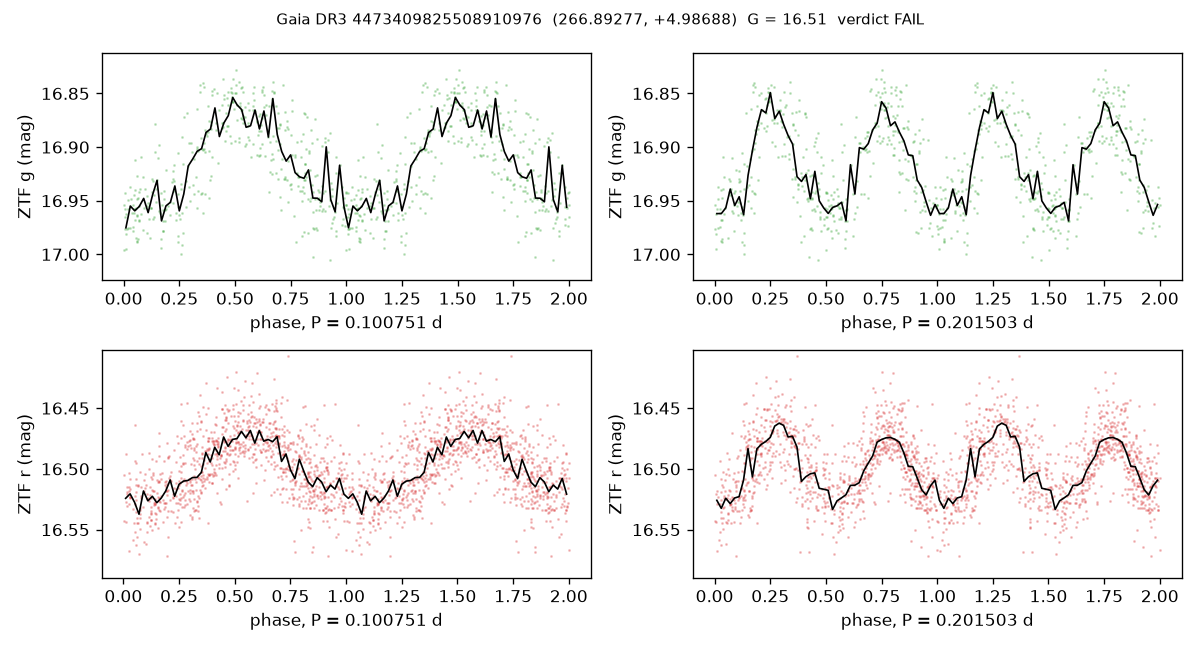 Gaia DR3 4473409825508910976  (266.89277, +4.98688)  G = 16.51  verdict FAIL
ZTF g (mag)
16.85
16.90
16.95
17.00
0.00 0.25 0.50 0.75 1.00 1.25 1.50 1.75 2.00
phase, P = 0.100751 d
ZTF g (mag)
16.85
16.90
16.95
17.00
0.00 0.25 0.50 0.75 1.00 1.25 1.50 1.75 2.00
phase, P = 0.201503 d
ZTF r (mag)
16.45
16.50
16.55
0.00 0.25 0.50 0.75 1.00 1.25 1.50 1.75 2.00
phase, P = 0.100751 d
ZTF r (mag)
16.45
16.50
16.55
0.00 0.25 0.50 0.75 1.00 1.25 1.50 1.75 2.00
phase, P = 0.201503 d